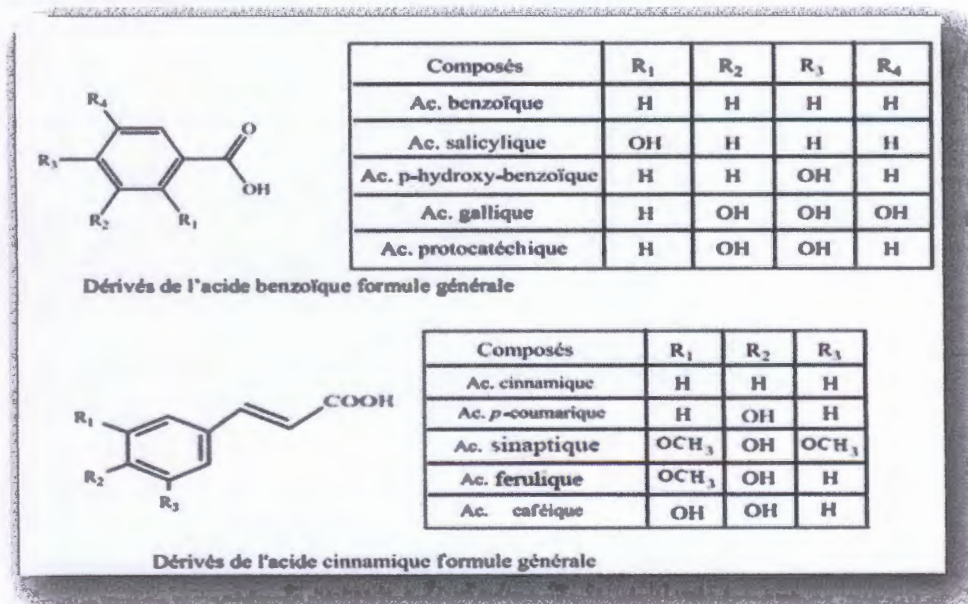 Composés R₁ R₂ R₃ R₄
Ac. benzoïque H H H H
Ac. salicylique OH H H H
Ac. p-hydroxy-benzoïque H H OH H
Ac. gallique H OH OH OH
Ac. protocatéchique H OH OH H
R₄
R₃
R₂
R₁
O
OH
Dérivés de l'acide benzoïque formule générale
Composés R₁ R₂ R₃
Ac. cinnamique H H H
Ac. p-coumarique H OH H
Ac. sinaptique OCH₃ OH OCH₃
Ac. ferulique OCH₃ OH H
Ac. caféique OH OH H
COOH
R₁
R₂
R₃
Dérivés de l'acide cinnamique formule générale